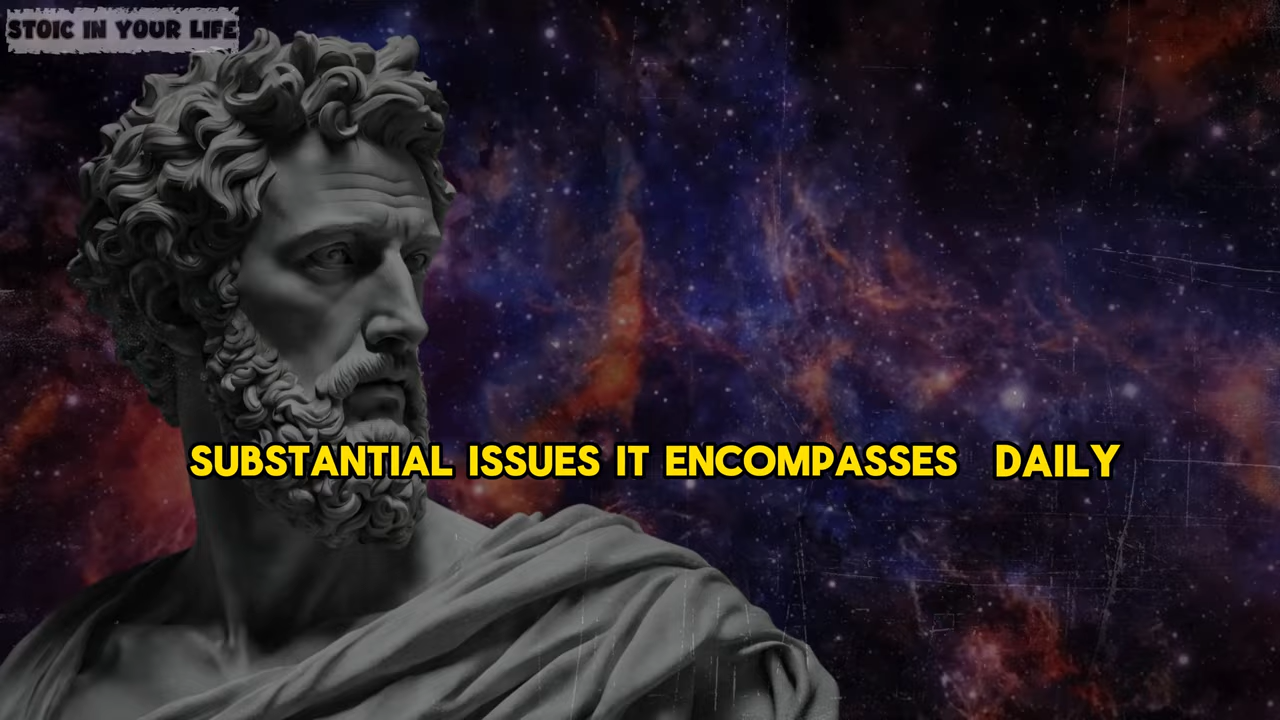 STOIC IN YOUR LIFE
SUBSTANTIAL ISSUES IT ENCOMPASSES DAILY